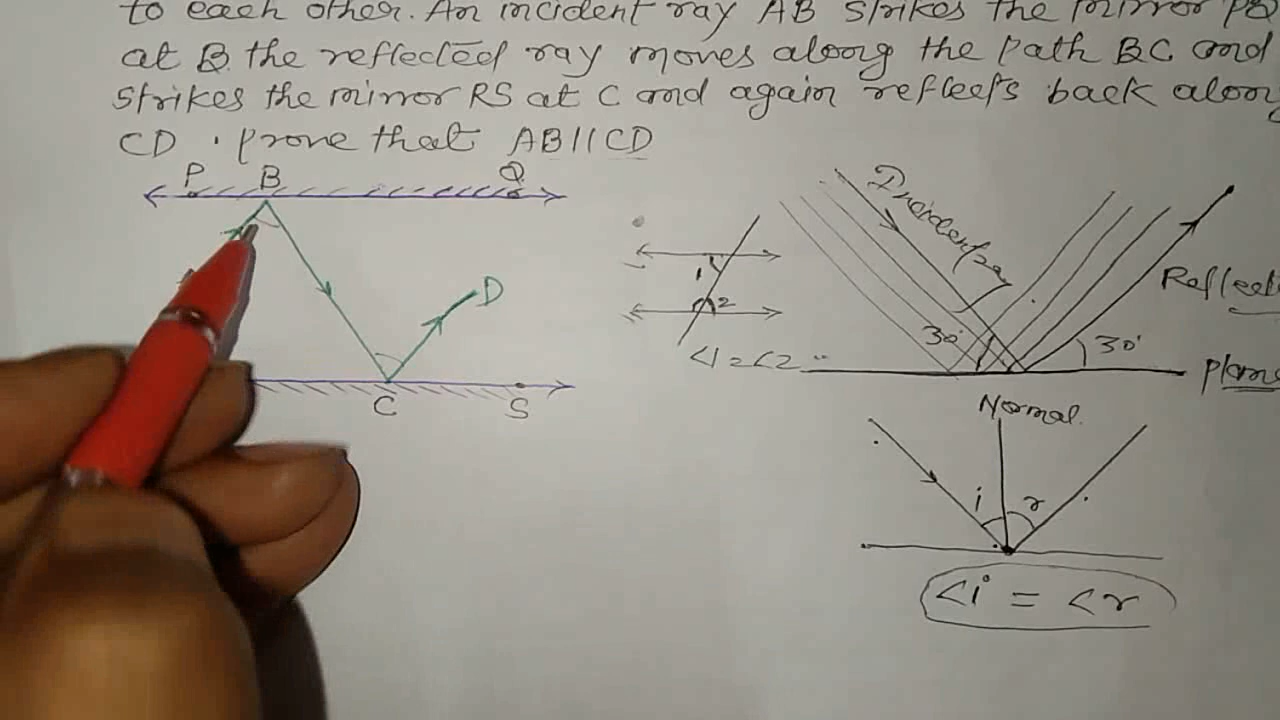 to each other. An incident ray AB strikes the mirror PQ
at B the reflected ray moves along the path BC and
strikes the mirror RS at C and again reflects back along
CD . prove that AB||CD
P B Q
D
C S
1
2
<1 = <2
Incident ra
30°
30°
Reflect
plane
Normal.
i r
<i = <r